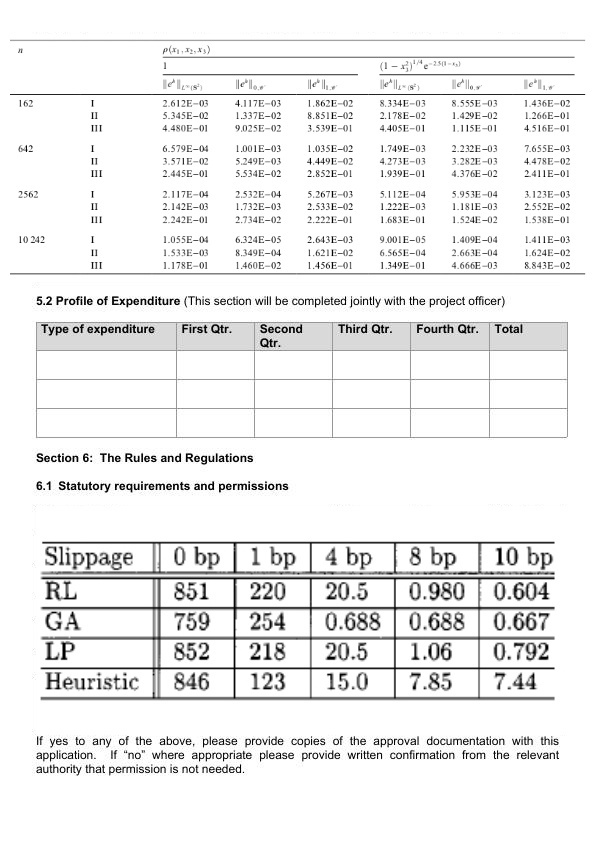 n ρ(x₁, x₂, x₃)
1 (1 − x₃²)^1/4 e^−2.5(1−x₃)
‖eʰ‖L∞(S²) ‖eʰ‖0,𝒩 ‖eʰ‖1,𝒩 ‖eʰ‖L∞(S²) ‖eʰ‖0,𝒩 ‖eʰ‖1,𝒩
162 I 2.612E−03 4.117E−03 1.862E−02 8.334E−03 8.555E−03 1.436E−02
II 5.345E−02 1.337E−02 8.851E−02 2.178E−02 1.429E−02 1.266E−01
III 4.480E−01 9.025E−02 3.539E−01 4.405E−01 1.115E−01 4.516E−01
642 I 6.579E−04 1.001E−03 1.035E−02 1.749E−03 2.232E−03 7.655E−03
II 3.571E−02 5.249E−03 4.449E−02 4.273E−03 3.282E−03 4.478E−02
III 2.445E−01 5.534E−02 2.852E−01 1.939E−01 4.376E−02 2.411E−01
2562 I 2.117E−04 2.532E−04 5.267E−03 5.112E−04 5.953E−04 3.123E−03
II 2.142E−03 1.732E−03 2.533E−02 1.222E−03 1.181E−03 2.552E−02
III 2.242E−01 2.734E−02 2.222E−01 1.683E−01 1.524E−02 1.538E−01
10 242 I 1.055E−04 6.324E−05 2.643E−03 9.001E−05 1.409E−04 1.411E−03
II 1.533E−03 8.349E−04 1.621E−02 6.565E−04 2.663E−04 1.624E−02
III 1.178E−01 1.460E−02 1.456E−01 1.349E−01 4.666E−03 8.843E−02
5.2 Profile of Expenditure (This section will be completed jointly with the project officer)
Type of expenditure First Qtr. Second Qtr. Third Qtr. Fourth Qtr. Total
Section 6: The Rules and Regulations
6.1 Statutory requirements and permissions
Slippage 0 bp 1 bp 4 bp 8 bp 10 bp
RL 851 220 20.5 0.980 0.604
GA 759 254 0.688 0.688 0.667
LP 852 218 20.5 1.06 0.792
Heuristic 846 123 15.0 7.85 7.44
If yes to any of the above, please provide copies of the approval documentation with this
application. If “no” where appropriate please provide written confirmation from the relevant
authority that permission is not needed.